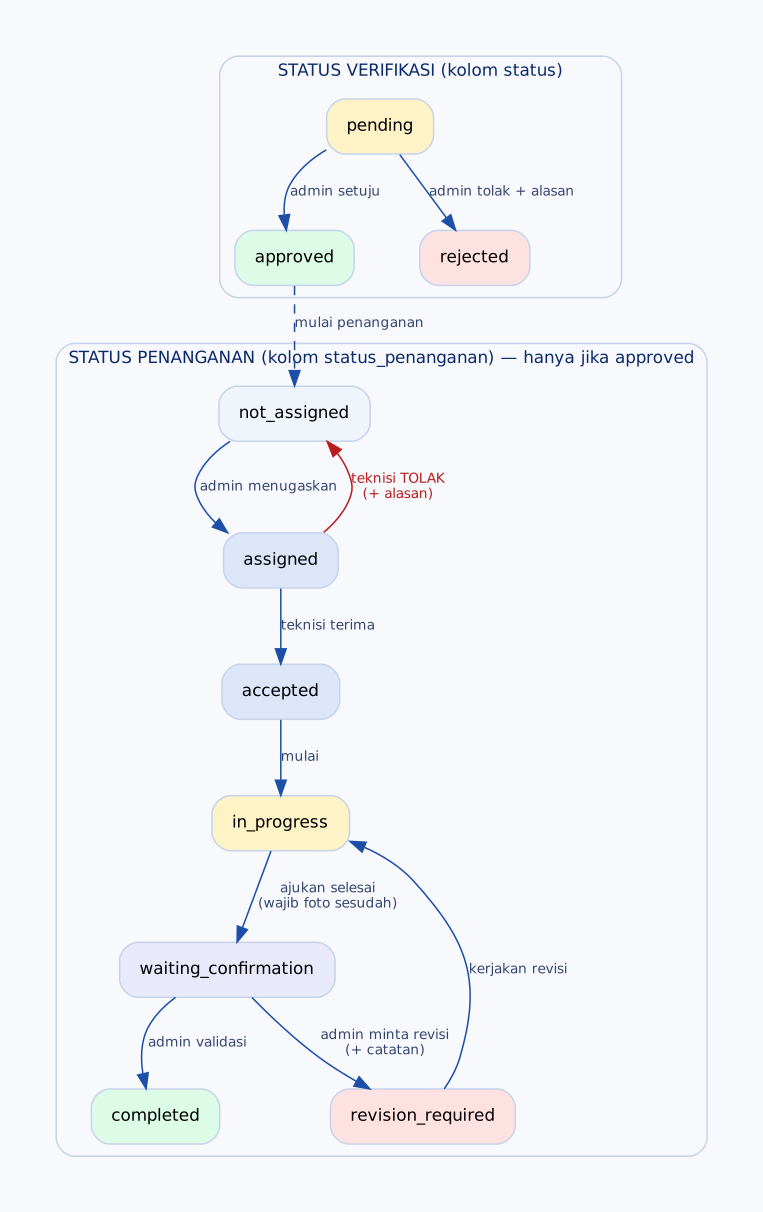 STATUS VERIFIKASI (kolom status)
pending
admin setuju
admin tolak + alasan
approved
rejected
mulai penanganan
STATUS PENANGANAN (kolom status_penanganan) — hanya jika approved
not_assigned
admin menugaskan
teknisi TOLAK
(+ alasan)
assigned
teknisi terima
accepted
mulai
in_progress
ajukan selesai
(wajib foto sesudah)
waiting_confirmation
kerjakan revisi
admin validasi
admin minta revisi
(+ catatan)
completed
revision_required